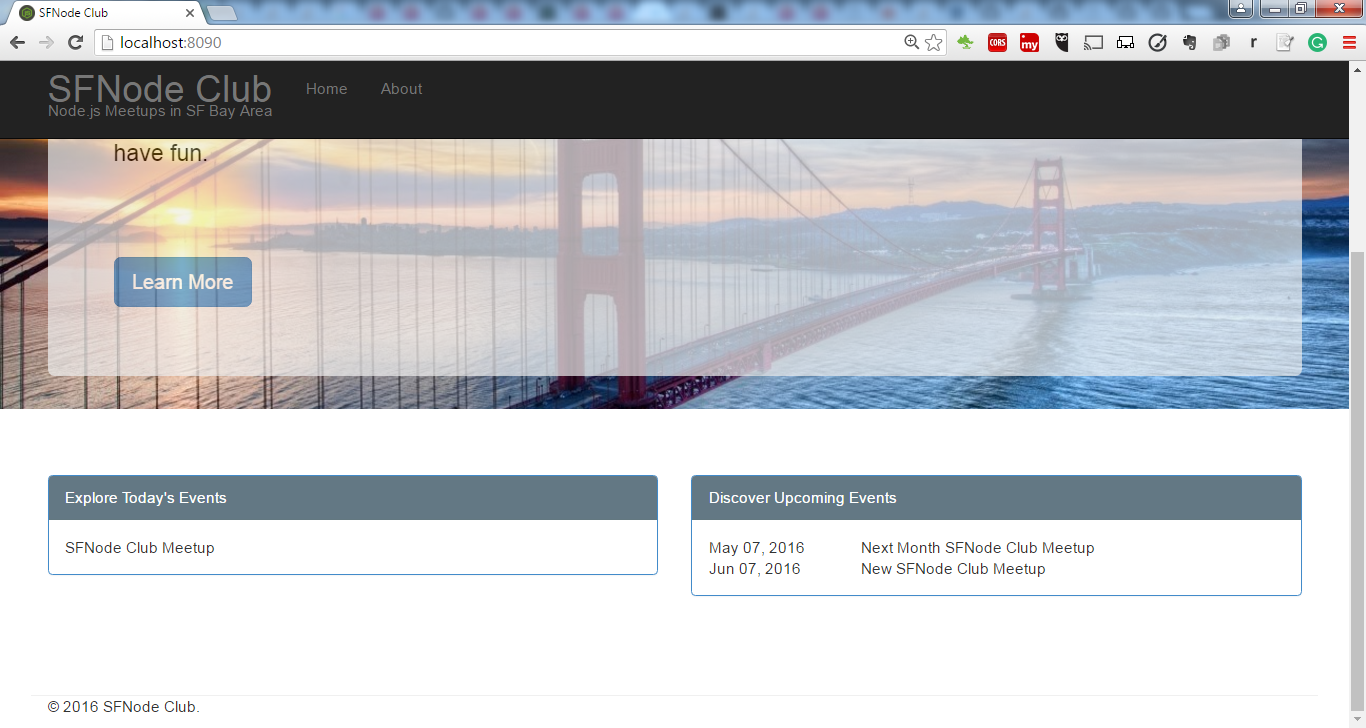 SFNode Club
localhost:8090
CORS
my
r
G
SFNode Club
Node.js Meetups in SF Bay Area
Home
About
have fun.
Learn More
Explore Today's Events
SFNode Club Meetup
Discover Upcoming Events
May 07, 2016 Next Month SFNode Club Meetup
Jun 07, 2016 New SFNode Club Meetup
© 2016 SFNode Club.